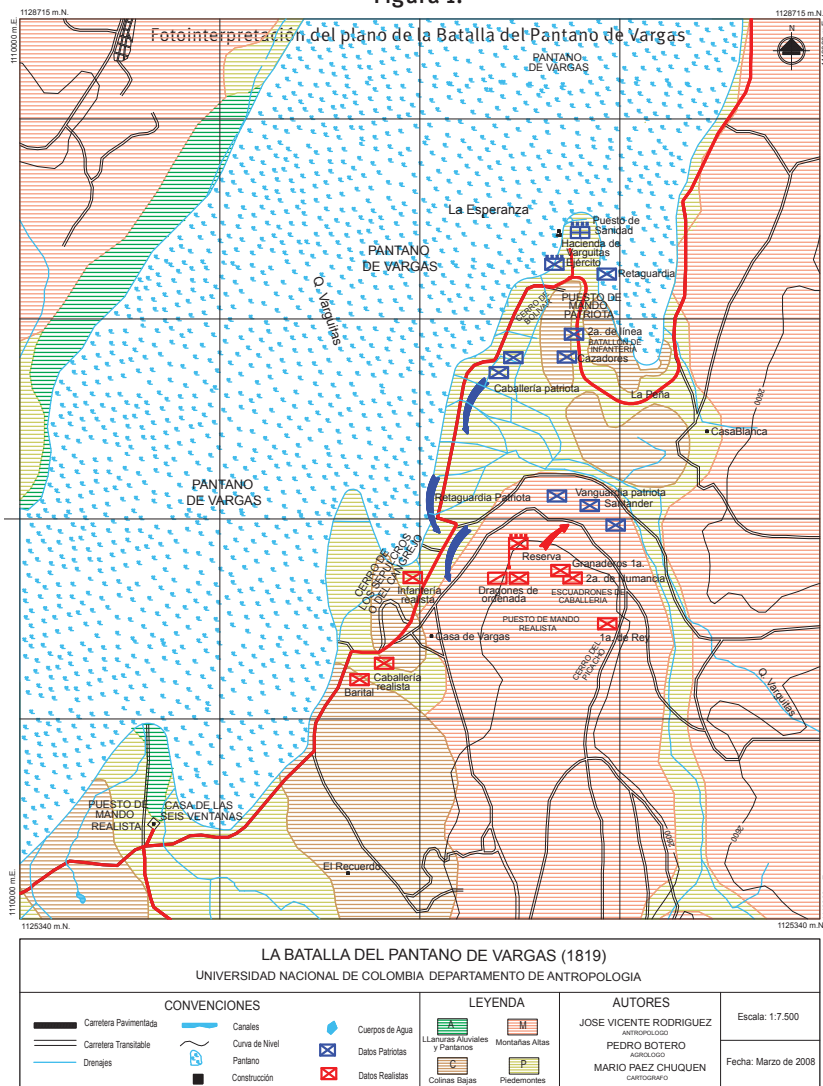 Figura 1.
1128715 m.N.
1128715 m.N.
1110000 m.E.
Fotointerpretación del plano de la Batalla del Pantano de Vargas
N
PANTANO
DE VARGAS
La Esperanza
Puesto de
Sanidad
Hacienda de
Varguitas
Ejército
Retaguardia
PANTANO
DE VARGAS
Q. Varguitas
CERRO DE
BOLIVAR
PUESTO DE
MANDO
PATRIOTA
2a. de línea
BATALLÓN DE
INFANTERIA
Cazadores
Caballería patriota
La Peña
2600
CasaBlanca
PANTANO
DE VARGAS
Retaguardia Patriota
Vanguardia patriota
Santander
CERRO DE
LOS SEPULCROS
O DEL CANGREJO
Reserva
Granaderos 1a.
Infantería
realista
Dragones de
ordenada
2a. de Numancia
ESCUADRONES DE
CABALLERIA
PUESTO DE MANDO
REALISTA
1a. de Rey
Casa de Vargas
CERRO DEL
PICACHO
Caballería
realista
Barital
Q. Varguitas
PUESTO DE
MANDO
REALISTA
CASA DE LAS
SEIS VENTANAS
2600
2600
El Recuerdo
1110000 m.E.
1125340 m.N.
1125340 m.N.
LA BATALLA DEL PANTANO DE VARGAS (1819)
UNIVERSIDAD NACIONAL DE COLOMBIA DEPARTAMENTO DE ANTROPOLOGIA
CONVENCIONES
Carretera Pavimentada
Carretera Transitable
Drenajes
Canales
Curva de Nivel
Pantano
Construcción
Cuerpos de Agua
Datos Patriotas
Datos Realistas
LEYENDA
A
LLanuras Aluviales
y Pantanos
M
Montañas Altas
C
Colinas Bajas
P
Piedemontes
AUTORES
JOSE VICENTE RODRIGUEZ
ANTROPOLOGO
PEDRO BOTERO
AGROLOGO
MARIO PAEZ CHUQUEN
CARTOGRAFO
Escala: 1:7.500
Fecha: Marzo de 2008